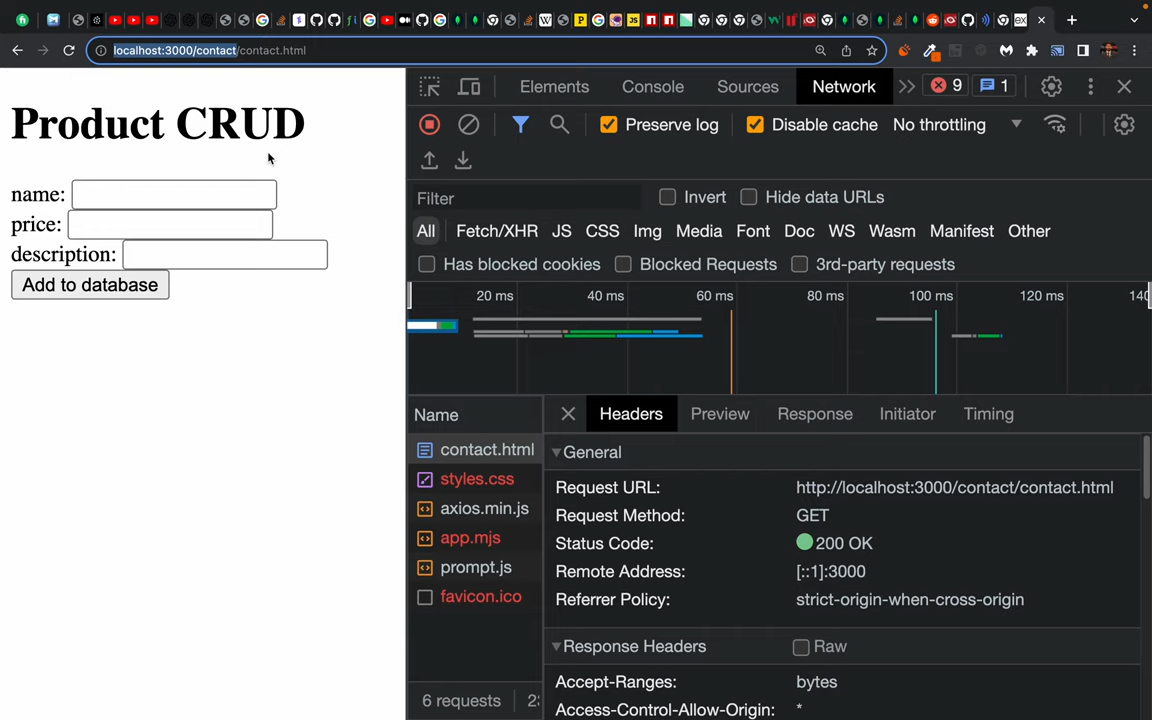 localhost:3000/contact/contact.html
Product CRUD
name:
price:
description:
Add to database
Elements Console Sources Network 9 1
Preserve log Disable cache No throttling
Filter Invert Hide data URLs
All Fetch/XHR JS CSS Img Media Font Doc WS Wasm Manifest Other
Has blocked cookies Blocked Requests 3rd-party requests
20 ms 40 ms 60 ms 80 ms 100 ms 120 ms 140
Name
contact.html
styles.css
axios.min.js
app.mjs
prompt.js
favicon.ico
6 requests
Headers Preview Response Initiator Timing
General
Request URL: http://localhost:3000/contact/contact.html
Request Method: GET
Status Code: 200 OK
Remote Address: [::1]:3000
Referrer Policy: strict-origin-when-cross-origin
Response Headers Raw
Accept-Ranges: bytes
Access-Control-Allow-Origin: *